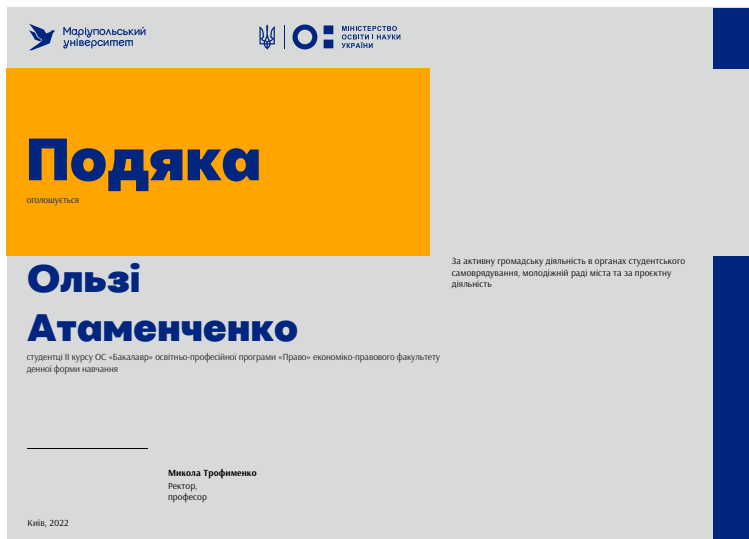 Маріупольський
університет
МІНІСТЕРСТВО
ОСВІТИ І НАУКИ
УКРАЇНИ
Подяка
оголошується
Ользі
Атаменченко
студентці ІІ курсу ОС «Бакалавр» освітньо-професійної програми «Право» економіко-правового факультету
денної форми навчання
За активну громадську діяльність в органах студентського
самоврядування, молодіжній раді міста та за проєктну
діяльність
Микола Трофименко
Ректор,
професор
Київ, 2022